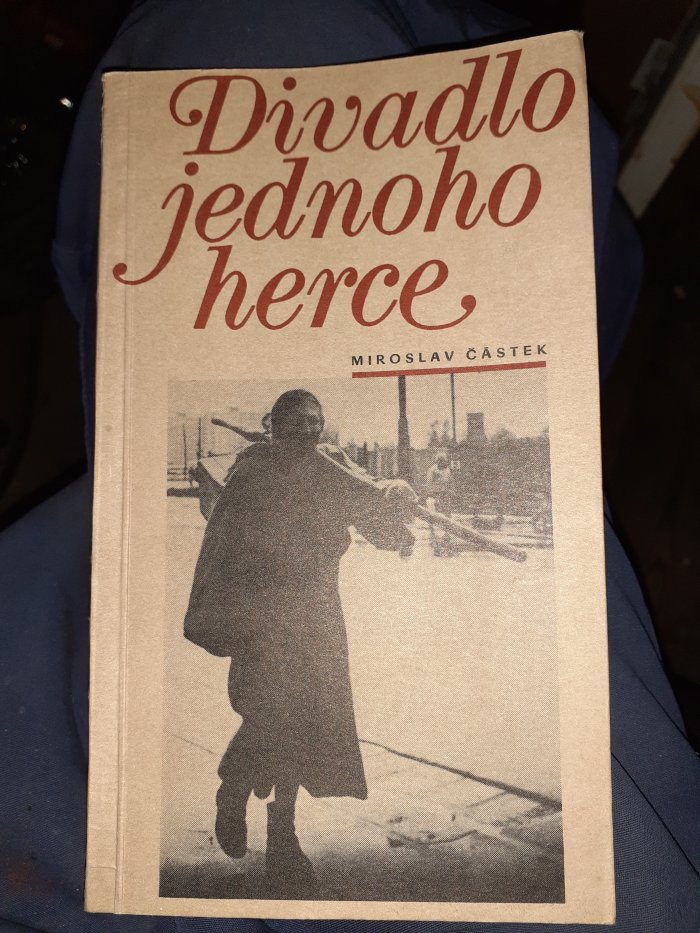 Divadlo
jednoho
herce
MIROSLAV ČÁSTEK